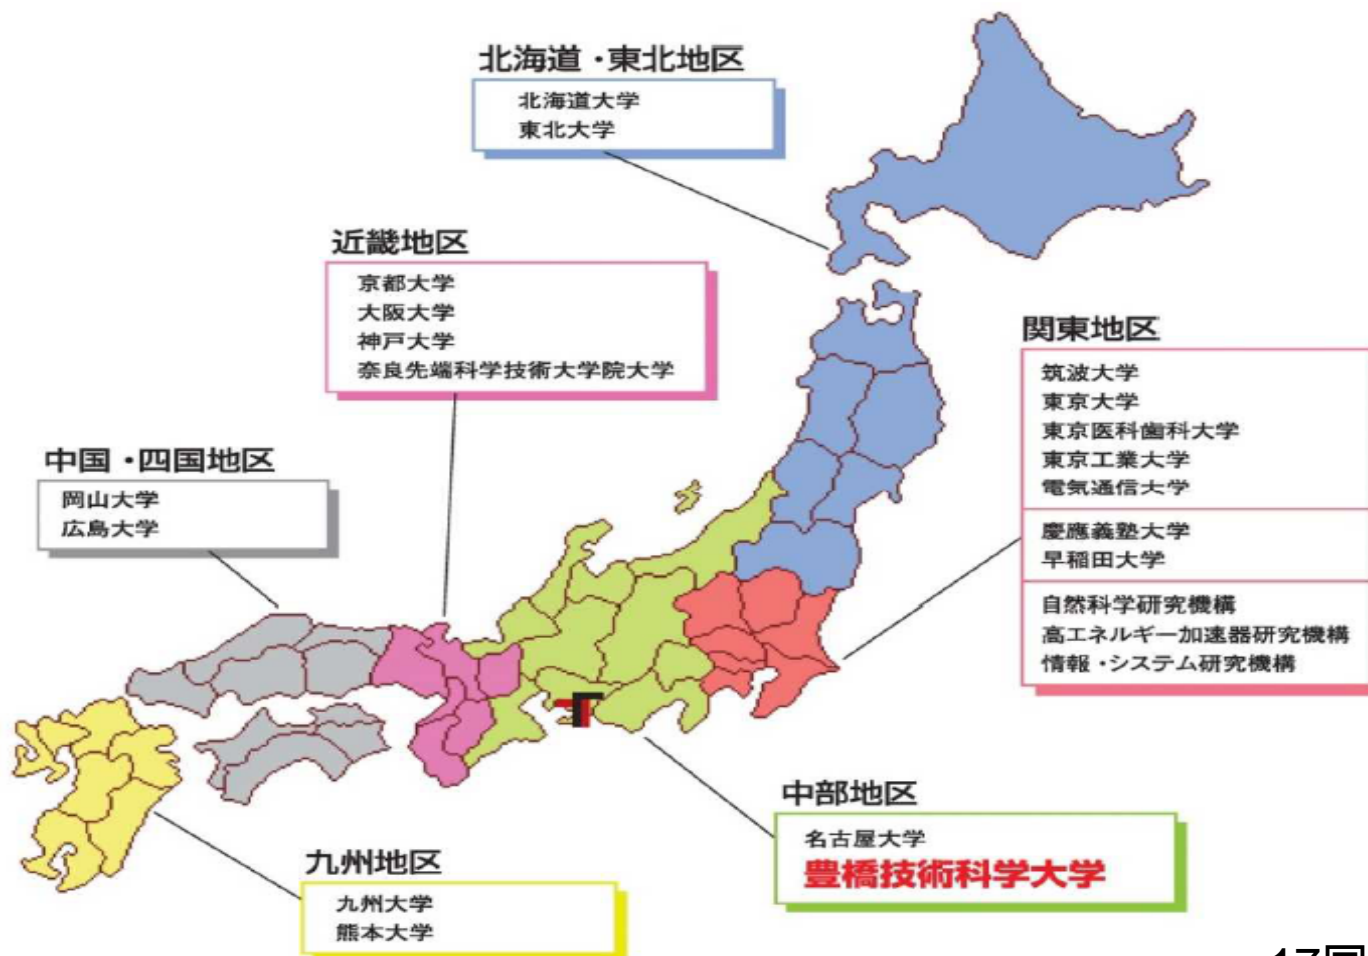 北海道・東北地区
北海道大学
東北大学
近畿地区
京都大学
大阪大学
神戸大学
奈良先端科学技術大学院大学
関東地区
筑波大学
東京大学
東京医科歯科大学
東京工業大学
電気通信大学
慶應義塾大学
早稲田大学
自然科学研究機構
高エネルギー加速器研究機構
情報・システム研究機構
中国・四国地区
岡山大学
広島大学
中部地区
名古屋大学
豊橋技術科学大学
九州地区
九州大学
熊本大学